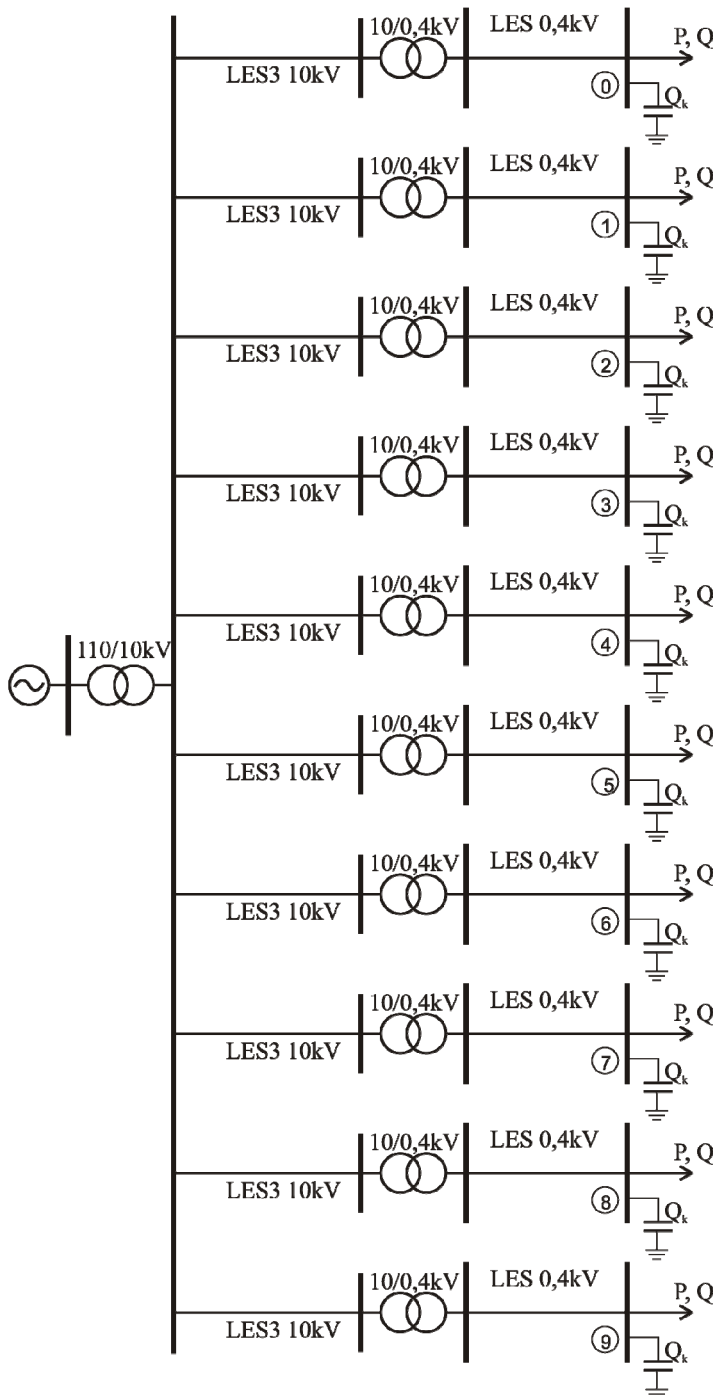 10/0,4kV LES 0,4kV P, Q
LES3 10kV 0 Qk
10/0,4kV LES 0,4kV P, Q
LES3 10kV 1 Qk
10/0,4kV LES 0,4kV P, Q
LES3 10kV 2 Qk
10/0,4kV LES 0,4kV P, Q
LES3 10kV 3 Qk
10/0,4kV LES 0,4kV P, Q
LES3 10kV 4 Qk
110/10kV
10/0,4kV LES 0,4kV P, Q
LES3 10kV 5 Qk
10/0,4kV LES 0,4kV P, Q
LES3 10kV 6 Qk
10/0,4kV LES 0,4kV P, Q
LES3 10kV 7 Qk
10/0,4kV LES 0,4kV P, Q
LES3 10kV 8 Qk
10/0,4kV LES 0,4kV P, Q
LES3 10kV 9 Qk